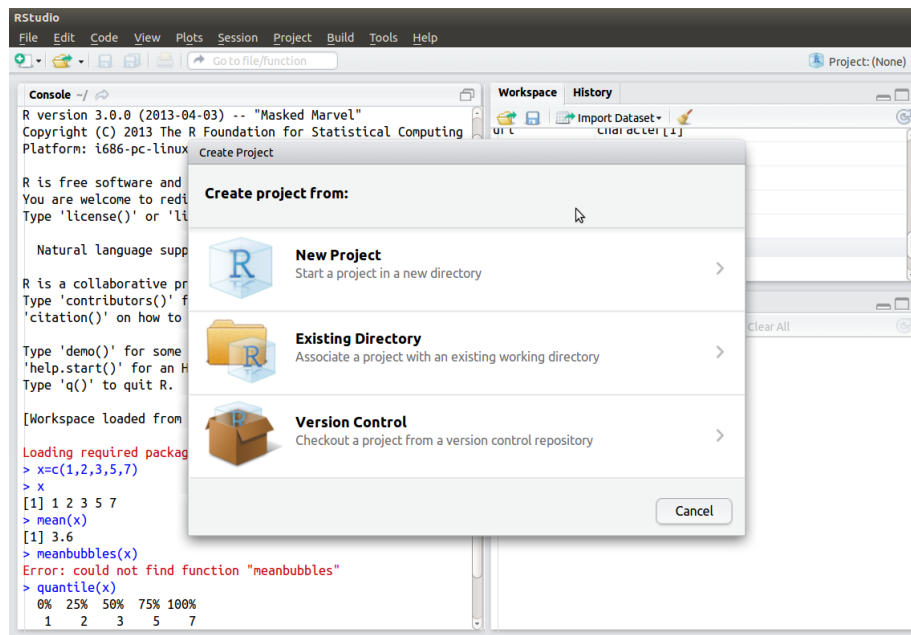 RStudio
File Edit Code View Plots Session Project Build Tools Help
Go to file/function
Project: (None)
Console ~/
R version 3.0.0 (2013-04-03) -- "Masked Marvel"
Copyright (C) 2013 The R Foundation for Statistical Computing
Platform: i686-pc-linux
R is free software and
You are welcome to redi
Type 'license()' or 'li
Natural language supp
R is a collaborative pr
Type 'contributors()' f
'citation()' on how to
Type 'demo()' for some
'help.start()' for an H
Type 'q()' to quit R.
[Workspace loaded from
Loading required packag
> x=c(1,2,3,5,7)
> x
[1] 1 2 3 5 7
> mean(x)
[1] 3.6
> meanbubbles(x)
Error: could not find function "meanbubbles"
> quantile(x)
0% 25% 50% 75% 100%
1 2 3 5 7
Workspace History
Import Dataset
url character[1]
Clear All
Create Project
Create project from:
R
New Project
Start a project in a new directory
R
Existing Directory
Associate a project with an existing working directory
R
Version Control
Checkout a project from a version control repository
Cancel